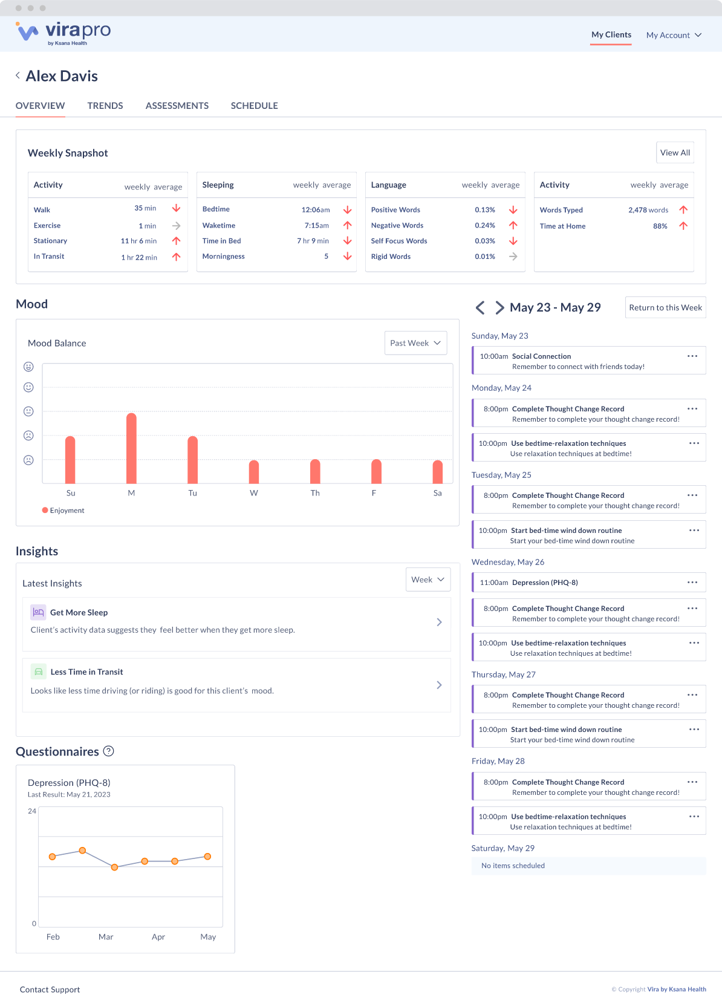 virapro
by Ksana Health
My Clients
My Account
Alex Davis
OVERVIEW TRENDS ASSESSMENTS SCHEDULE
Weekly Snapshot
View All
Activity weekly average
Walk 35 min
Exercise 1 min
Stationary 11 hr 6 min
In Transit 1 hr 22 min
Sleeping weekly average
Bedtime 12:06am
Waketime 7:15am
Time in Bed 7 hr 9 min
Morningness 5
Language weekly average
Positive Words 0.13%
Negative Words 0.24%
Self Focus Words 0.03%
Rigid Words 0.01%
Activity weekly average
Words Typed 2,478 words
Time at Home 88%
Mood
Mood Balance
Past Week
Su M Tu W Th F Sa
Enjoyment
Insights
Latest Insights
Week
Get More Sleep
Client's activity data suggests they feel better when they get more sleep.
Less Time in Transit
Looks like less time driving (or riding) is good for this client's mood.
Questionnaires ?
Depression (PHQ-8)
Last Result: May 21, 2023
24
0
Feb Mar Apr May
May 23 - May 29
Return to this Week
Sunday, May 23
10:00am Social Connection
Remember to connect with friends today!
Monday, May 24
8:00pm Complete Thought Change Record
Remember to complete your thought change record!
10:00pm Use bedtime-relaxation techniques
Use relaxation techniques at bedtime!
Tuesday, May 25
8:00pm Complete Thought Change Record
Remember to complete your thought change record!
10:00pm Start bed-time wind down routine
Start your bed-time wind down routine
Wednesday, May 26
11:00am Depression (PHQ-8)
8:00pm Complete Thought Change Record
Remember to complete your thought change record!
10:00pm Use bedtime-relaxation techniques
Use relaxation techniques at bedtime!
Thursday, May 27
8:00pm Complete Thought Change Record
Remember to complete your thought change record!
10:00pm Start bed-time wind down routine
Start your bed-time wind down routine
Friday, May 28
8:00pm Complete Thought Change Record
Remember to complete your thought change record!
10:00pm Use bedtime-relaxation techniques
Use relaxation techniques at bedtime!
Saturday, May 29
No items scheduled
Contact Support
© Copyright Vira by Ksana Health